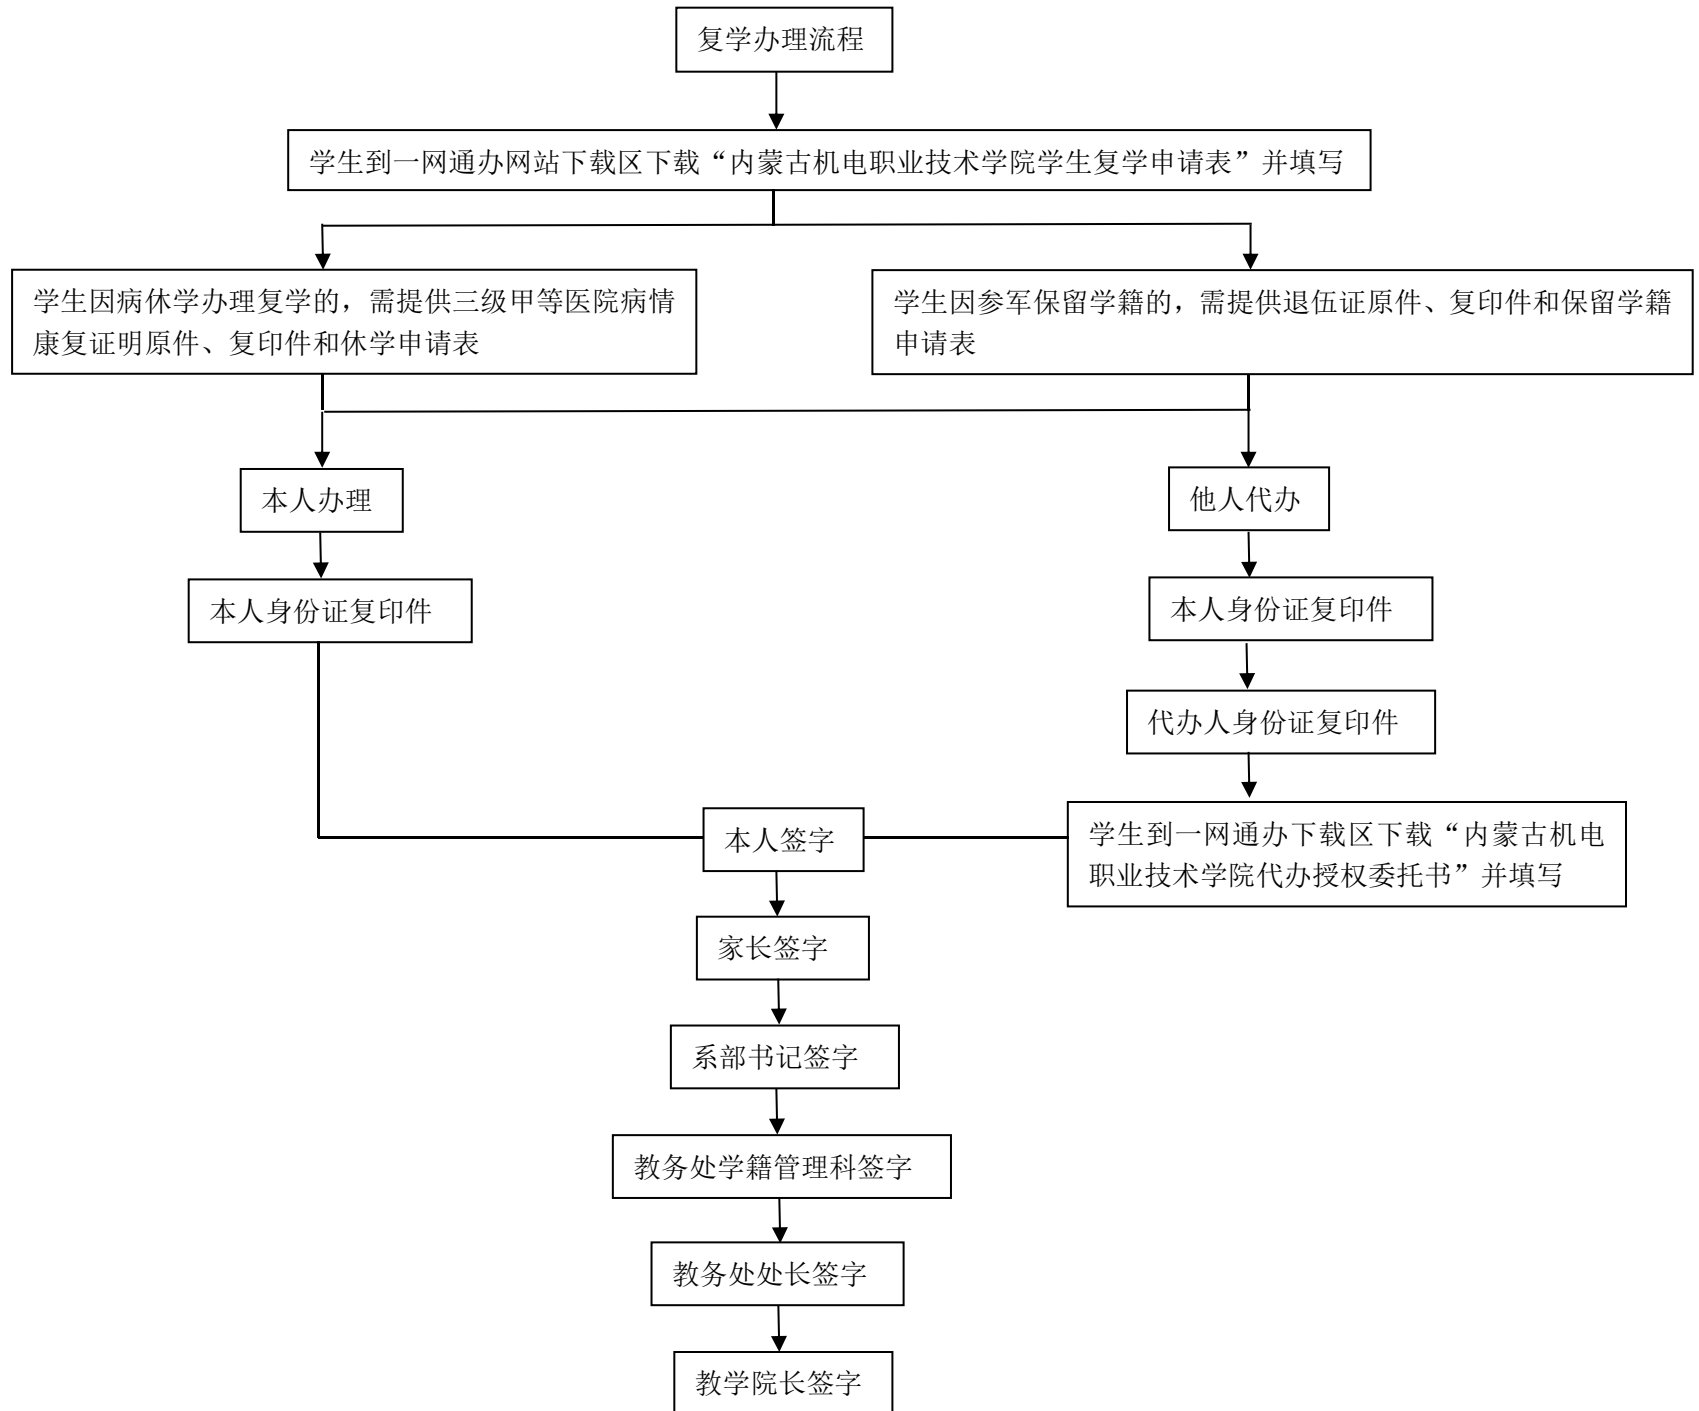 复学办理流程
学生到一网通办网站下载区下载“内蒙古机电职业技术学院学生复学申请表”并填写
学生因病休学办理复学的，需提供三级甲等医院病情
康复证明原件、复印件和休学申请表
学生因参军保留学籍的，需提供退伍证原件、复印件和保留学籍
申请表
本人办理
他人代办
本人身份证复印件
本人身份证复印件
代办人身份证复印件
学生到一网通办下载区下载“内蒙古机电
职业技术学院代办授权委托书”并填写
本人签字
家长签字
系部书记签字
教务处学籍管理科签字
教务处处长签字
教学院长签字